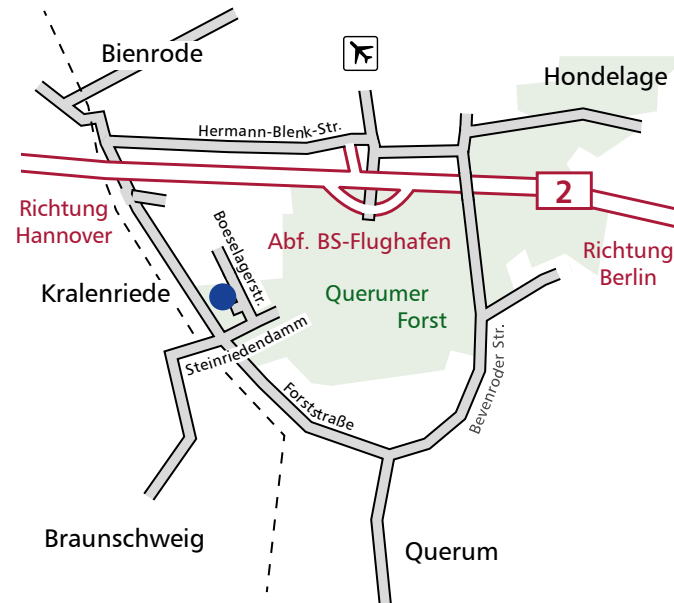 Bienrode
Hondelage
Hermann-Blenk-Str.
2
Richtung
Hannover
Boeselagerstr.
Abf. BS-Flughafen
Richtung
Berlin
Kralenriede
Querumer
Forst
Steinriedendamm
Bevenroder Str.
Forststraße
Braunschweig
Querum